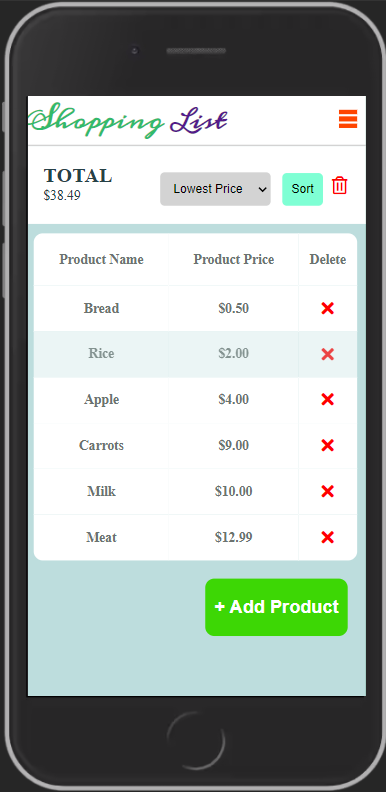 Shopping List
TOTAL
$38.49
Lowest Price
Sort
Product Name Product Price Delete
Bread $0.50
Rice $2.00
Apple $4.00
Carrots $9.00
Milk $10.00
Meat $12.99
+ Add Product